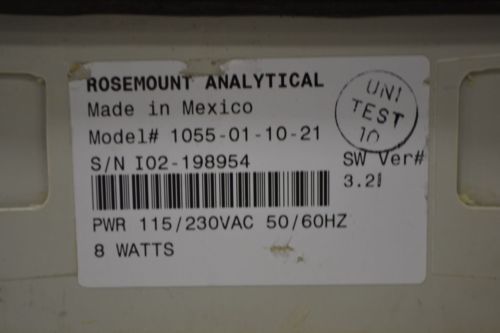 ROSEMOUNT ANALYTICAL
Made in Mexico
Model# 1055-01-10-21
S/N I02-198954
UNI
TEST
10
SW Ver#
3.21
PWR 115/230VAC 50/60HZ
8 WATTS